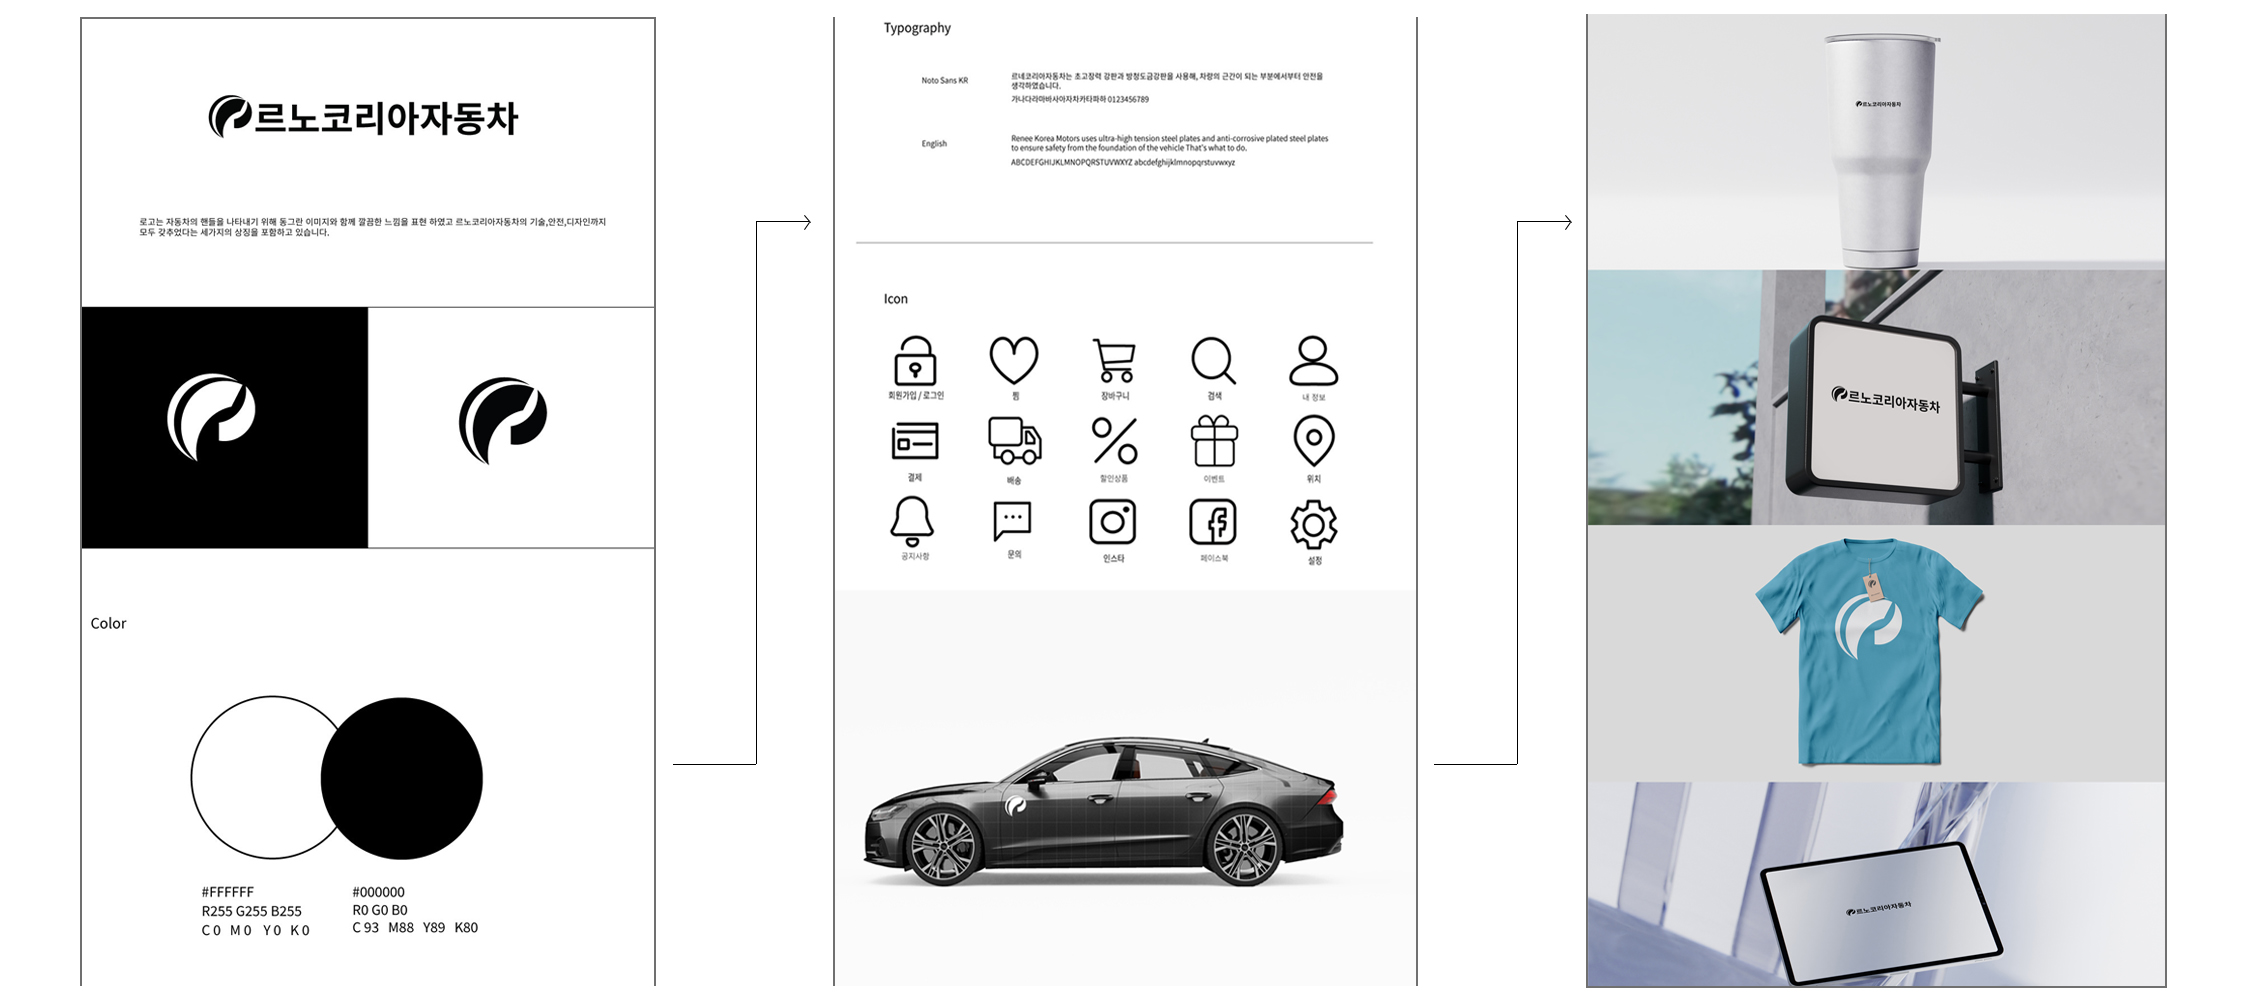 르노코리아자동차
로고는 자동차의 핸들을 나타내기 위해 동그란 이미지와 함께 깔끔한 느낌을 표현 하였고 르노코리아자동차의 기술,안전,디자인까지
모두 갖추었다는 세가지의 상징을 포함하고 있습니다.
Color
#FFFFFF
R255 G255 B255
C 0 M 0 Y 0 K 0
#000000
R0 G0 B0
C 93 M88 Y89 K80
Typography
Noto Sans KR
르네코리아자동차는 초고장력 강판과 방청도금강판을 사용해, 차량의 근간이 되는 부분에서부터 안전을
생각하였습니다.
가나다라마바사아자차카타파하 0123456789
English
Renee Korea Motors uses ultra-high tension steel plates and anti-corrosive plated steel plates
to ensure safety from the foundation of the vehicle That's what to do.
ABCDEFGHIJKLMNOPQRSTUVWXYZ abcdefghijklmnopqrstuvwxyz
Icon
회원가입 / 로그인
찜
장바구니
검색
내 정보
결제
배송
할인상품
이벤트
위치
공지사항
문의
인스타
페이스북
설정
르노코리아자동차
르노코리아자동차
르노코리아자동차